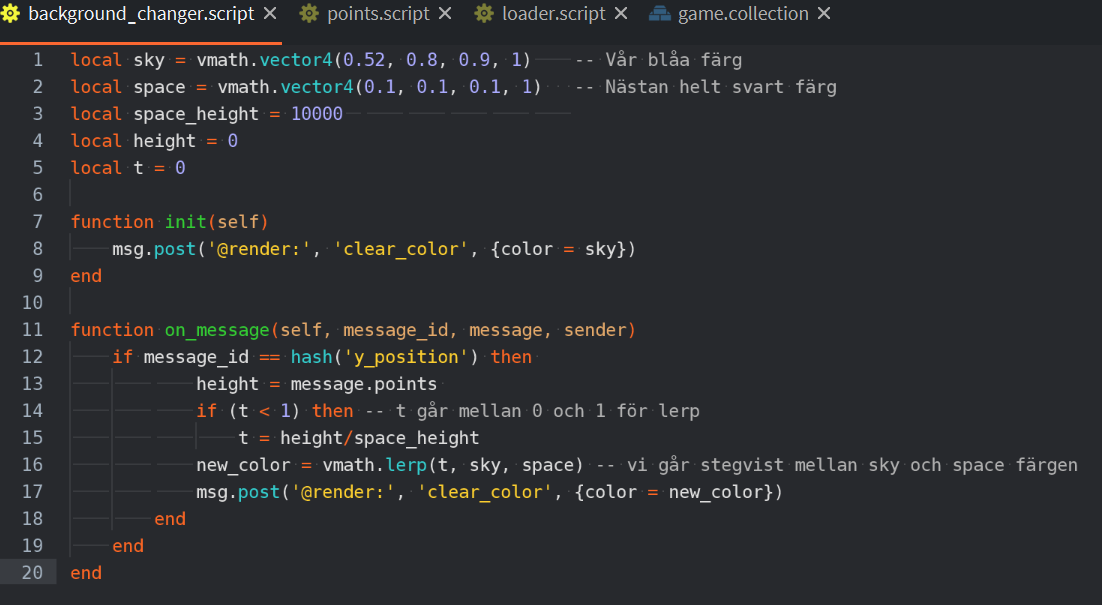 background_changer.script × points.script × loader.script × game.collection ×
1 local sky = vmath.vector4(0.52, 0.8, 0.9, 1) -- Vår blåa färg
2 local space = vmath.vector4(0.1, 0.1, 0.1, 1) -- Nästan helt svart färg
3 local space_height = 10000
4 local height = 0
5 local t = 0
6
7 function init(self)
8 msg.post('@render:', 'clear_color', {color = sky})
9 end
10
11 function on_message(self, message_id, message, sender)
12 if message_id == hash('y_position') then
13 height = message.points
14 if (t < 1) then -- t går mellan 0 och 1 för lerp
15 t = height/space_height
16 new_color = vmath.lerp(t, sky, space) -- vi går stegvist mellan sky och space färgen
17 msg.post('@render:', 'clear_color', {color = new_color})
18 end
19 end
20 end